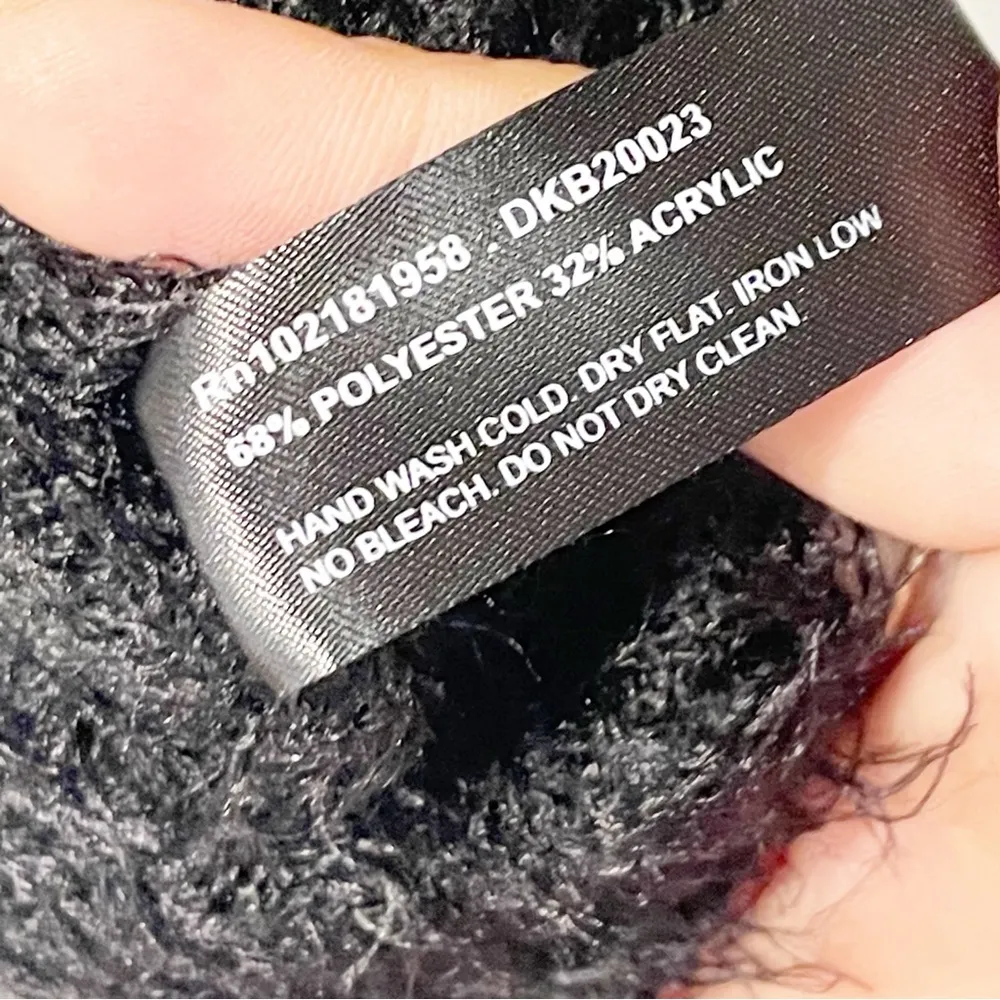 Rn102181958 . DKB20023
68% POLYESTER 32% ACRYLIC
HAND WASH COLD. DRY FLAT. IRON LOW
NO BLEACH. DO NOT DRY CLEAN